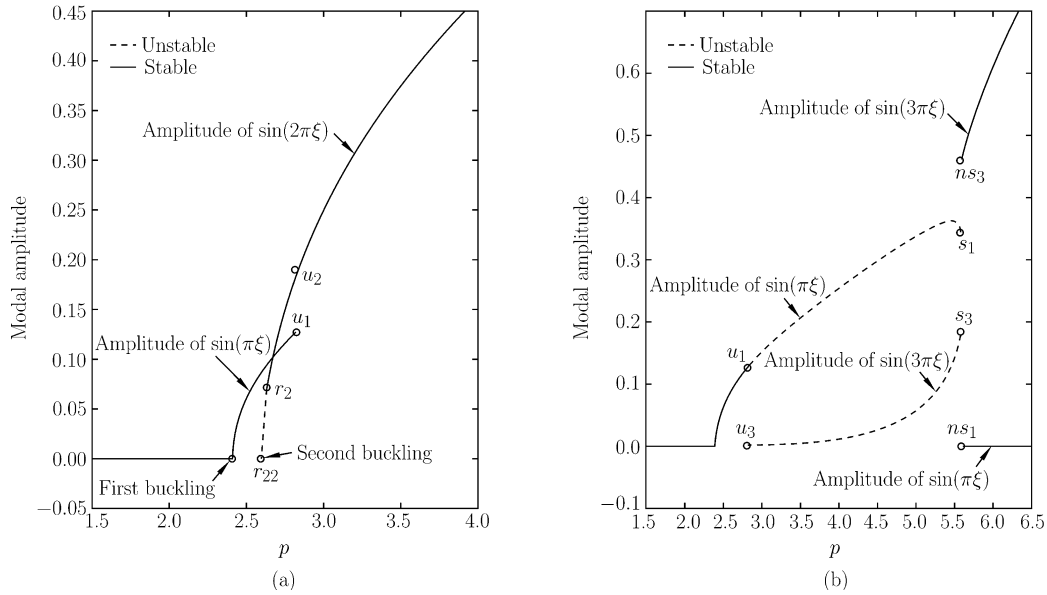 0.45
0.40
0.35
0.30
0.25
0.20
0.15
0.10
0.05
0.00
−0.05
Modal amplitude
Unstable
Stable
Amplitude of sin(2πξ)
u₂
u₁
Amplitude of sin(πξ)
r₂
Second buckling
r₂₂
First buckling
1.5 2.0 2.5 3.0 3.5 4.0
p
(a)
0.6
0.5
0.4
0.3
0.2
0.1
0.0
−0.1
Modal amplitude
Unstable
Stable
Amplitude of sin(3πξ)
ns₃
s₁
Amplitude of sin(πξ)
s₃
u₁
Amplitude of sin(3πξ)
u₃
ns₁
Amplitude of sin(πξ)
1.5 2.0 2.5 3.0 3.5 4.0 4.5 5.0 5.5 6.0 6.5
p
(b)